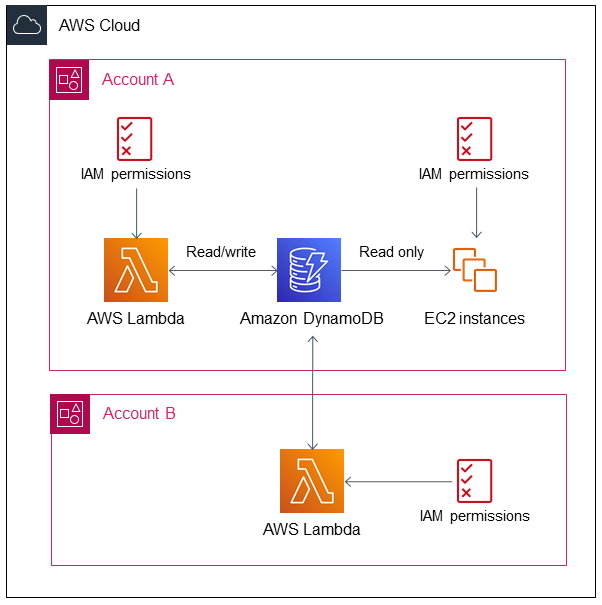 AWS Cloud
Account A
IAM permissions
IAM permissions
Read/write
Read only
AWS Lambda
Amazon DynamoDB
EC2 instances
Account B
AWS Lambda
IAM permissions